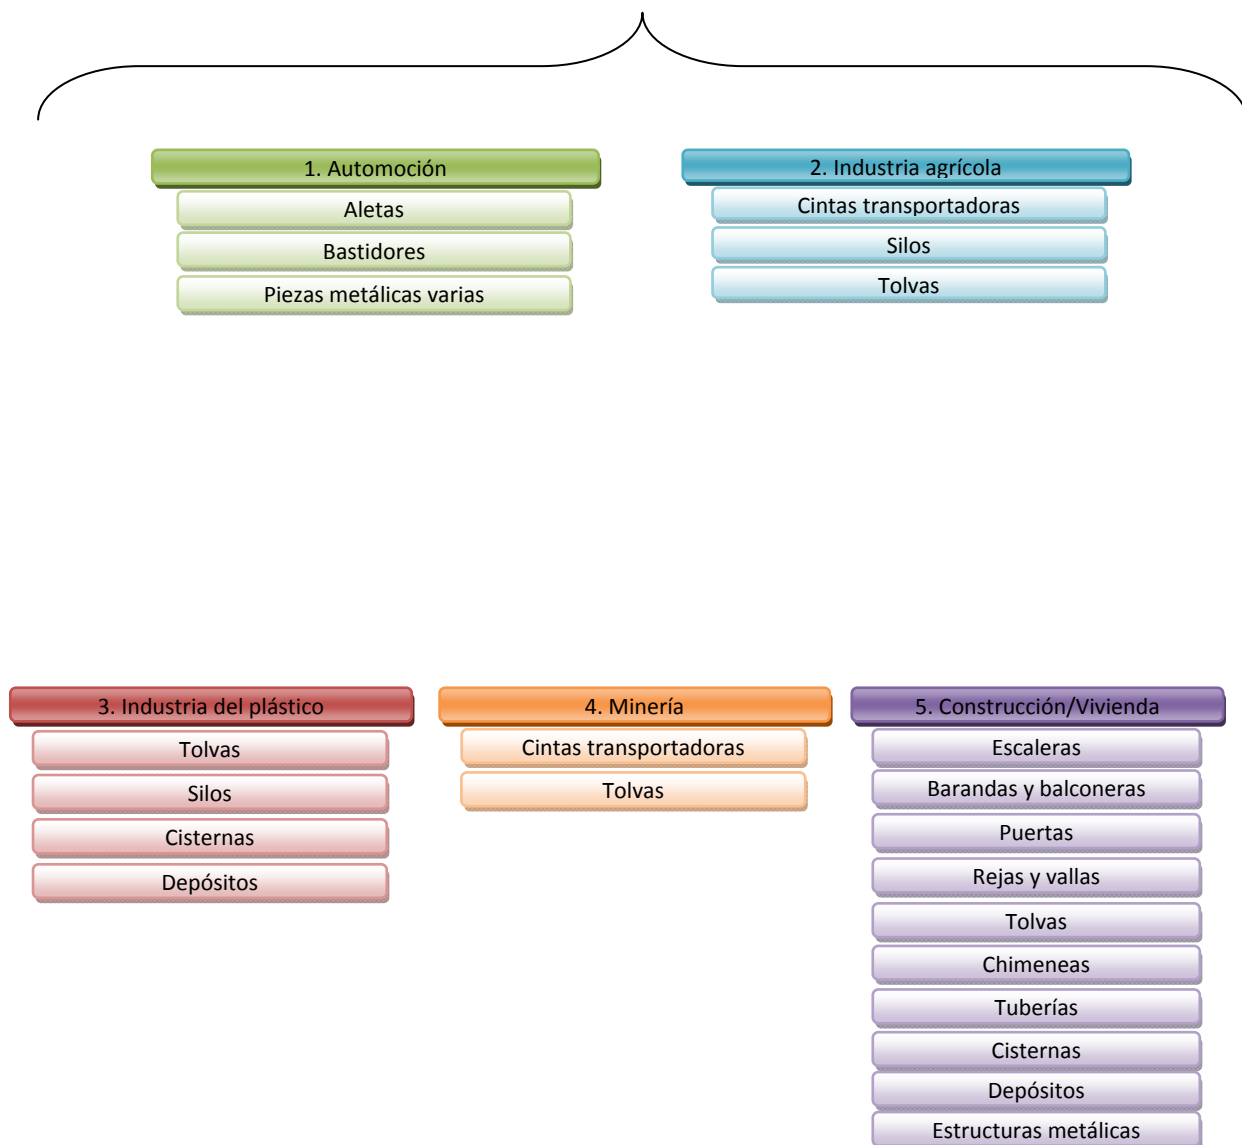 1. Automoción
Aletas
Bastidores
Piezas metálicas varias
2. Industria agrícola
Cintas transportadoras
Silos
Tolvas
3. Industria del plástico
Tolvas
Silos
Cisternas
Depósitos
4. Minería
Cintas transportadoras
Tolvas
5. Construcción/Vivienda
Escaleras
Barandas y balconeras
Puertas
Rejas y vallas
Tolvas
Chimeneas
Tuberías
Cisternas
Depósitos
Estructuras metálicas